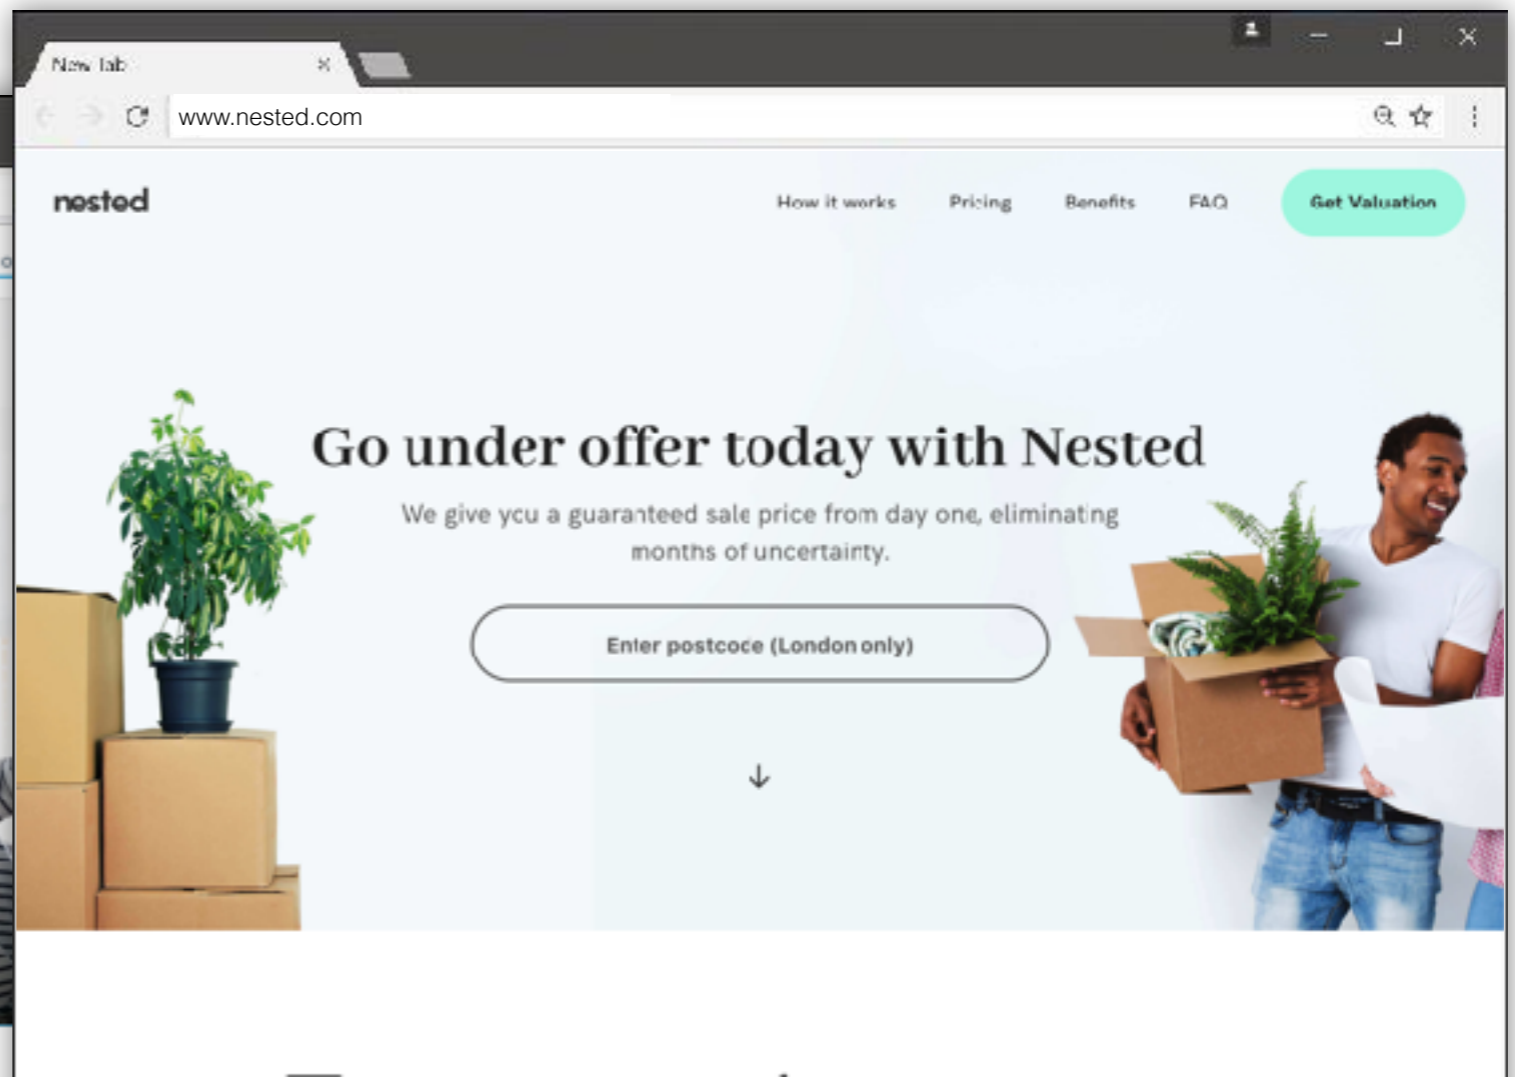 New Tab
www.nested.com
nested
How it works
Pricing
Benefits
FAQ
Get Valuation
Go under offer today with Nested
We give you a guaranteed sale price from day one, eliminating
months of uncertainty.
Enter postcode (London only)